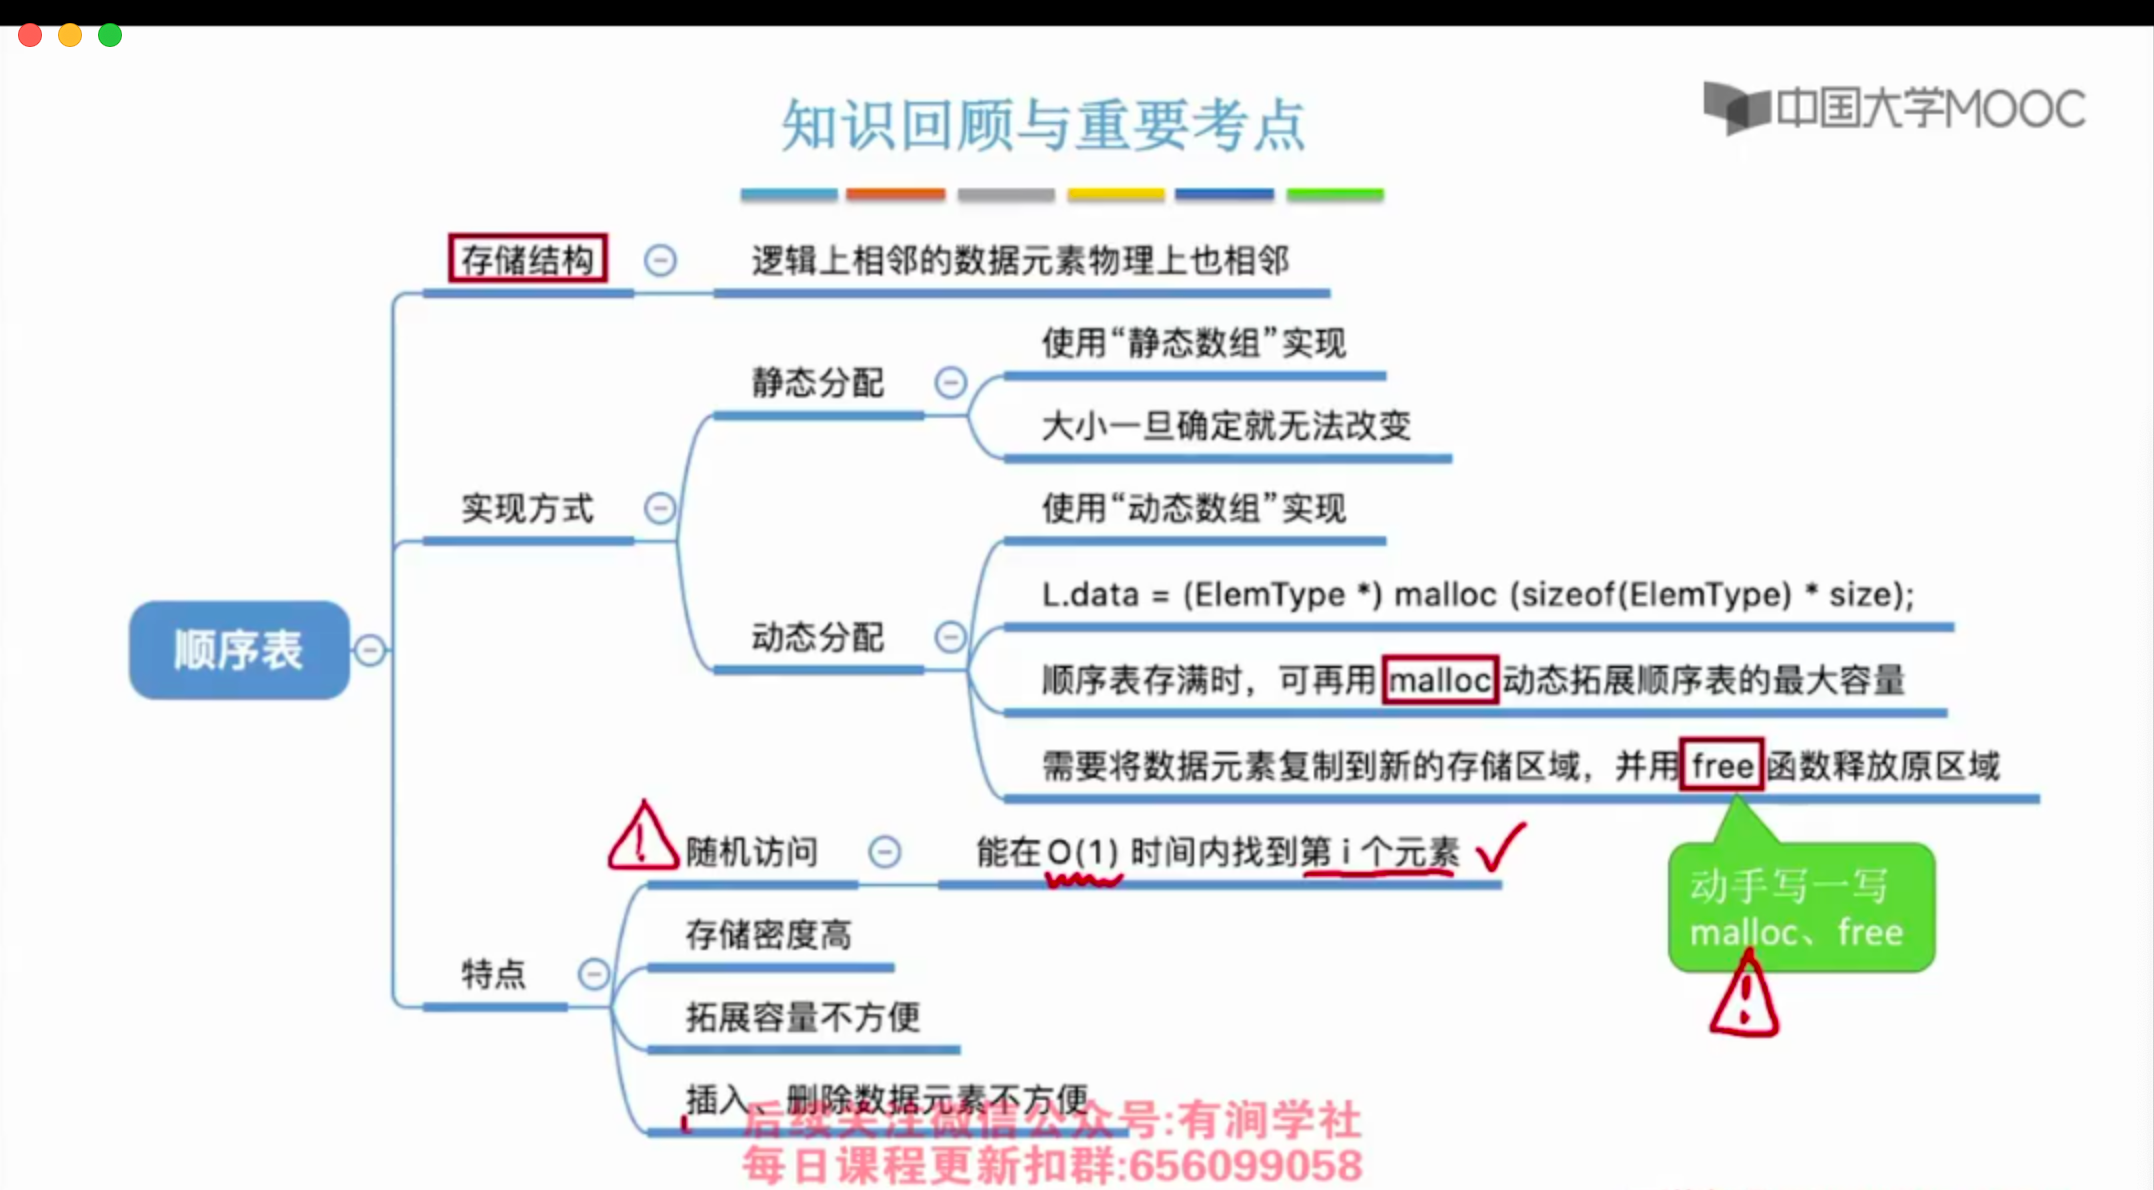 知识回顾与重要考点
中国大学MOOC
存储结构
逻辑上相邻的数据元素物理上也相邻
使用“静态数组”实现
静态分配
大小一旦确定就无法改变
实现方式
使用“动态数组”实现
L.data = (ElemType *) malloc (sizeof(ElemType) * size);
动态分配
顺序表
顺序表存满时，可再用 malloc 动态拓展顺序表的最大容量
需要将数据元素复制到新的存储区域，并用 free 函数释放原区域
随机访问
能在 O(1) 时间内找到第 i 个元素
动手写一写
malloc、free
存储密度高
特点
拓展容量不方便
插入、删除数据元素不方便
后续关注微信公众号:有涧学社
每日课程更新扣群:656099058